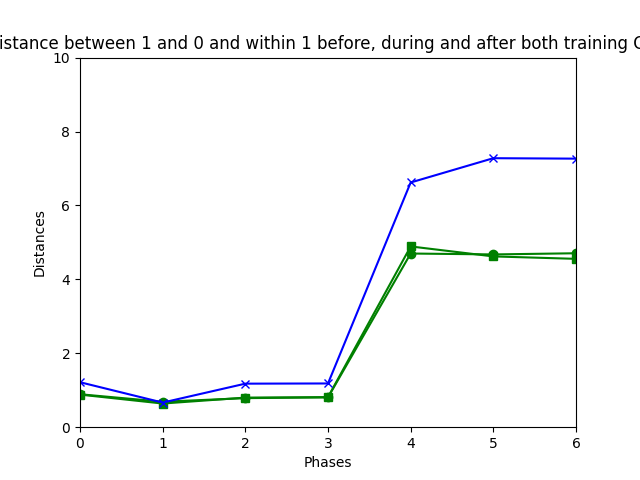 istance between 1 and 0 and within 1 before, during and after both training
10
8
6
4
2
0
Distances
0 1 2 3 4 5 6
Phases